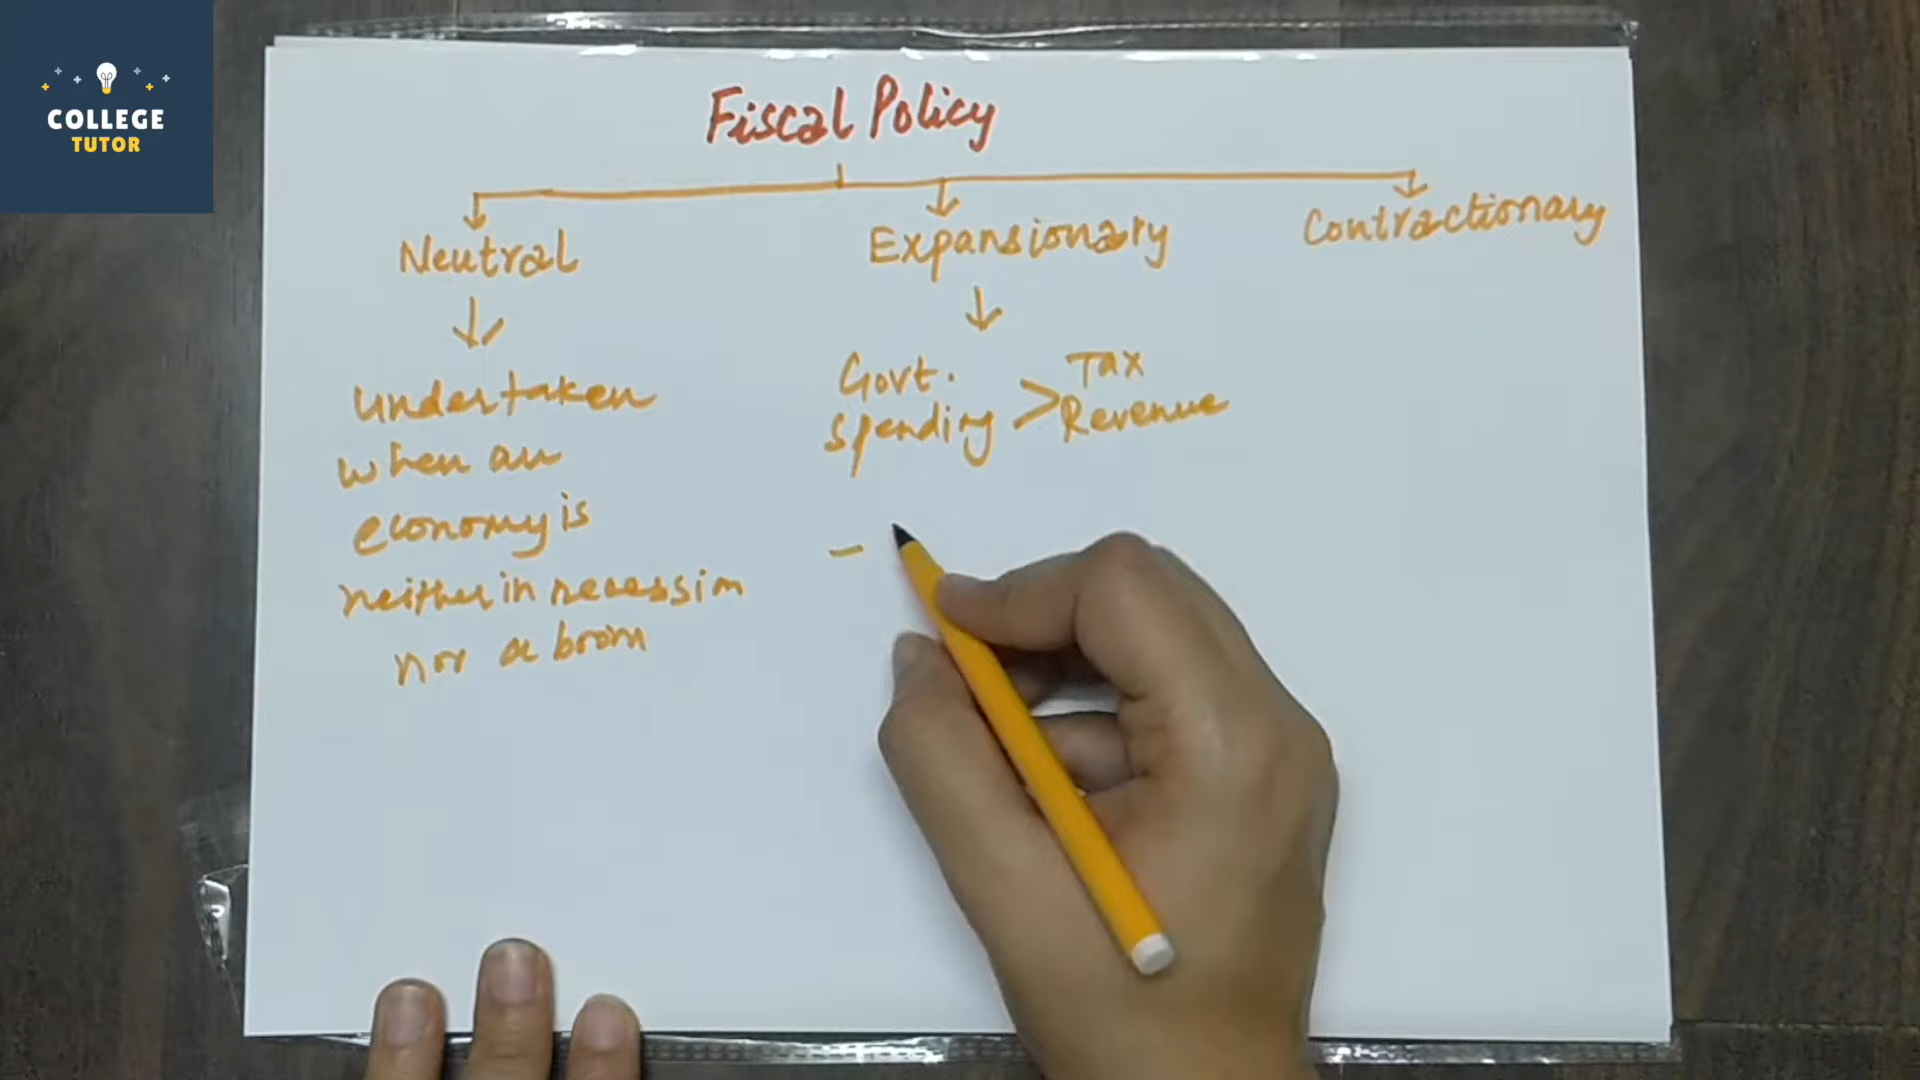 COLLEGE
TUTOR
Fiscal Policy
Neutral
Expansionary
Contractionary
Undertaken
when an
economy is
neither in recession
nor a boom
Govt.
spending > Tax
Revenue
-